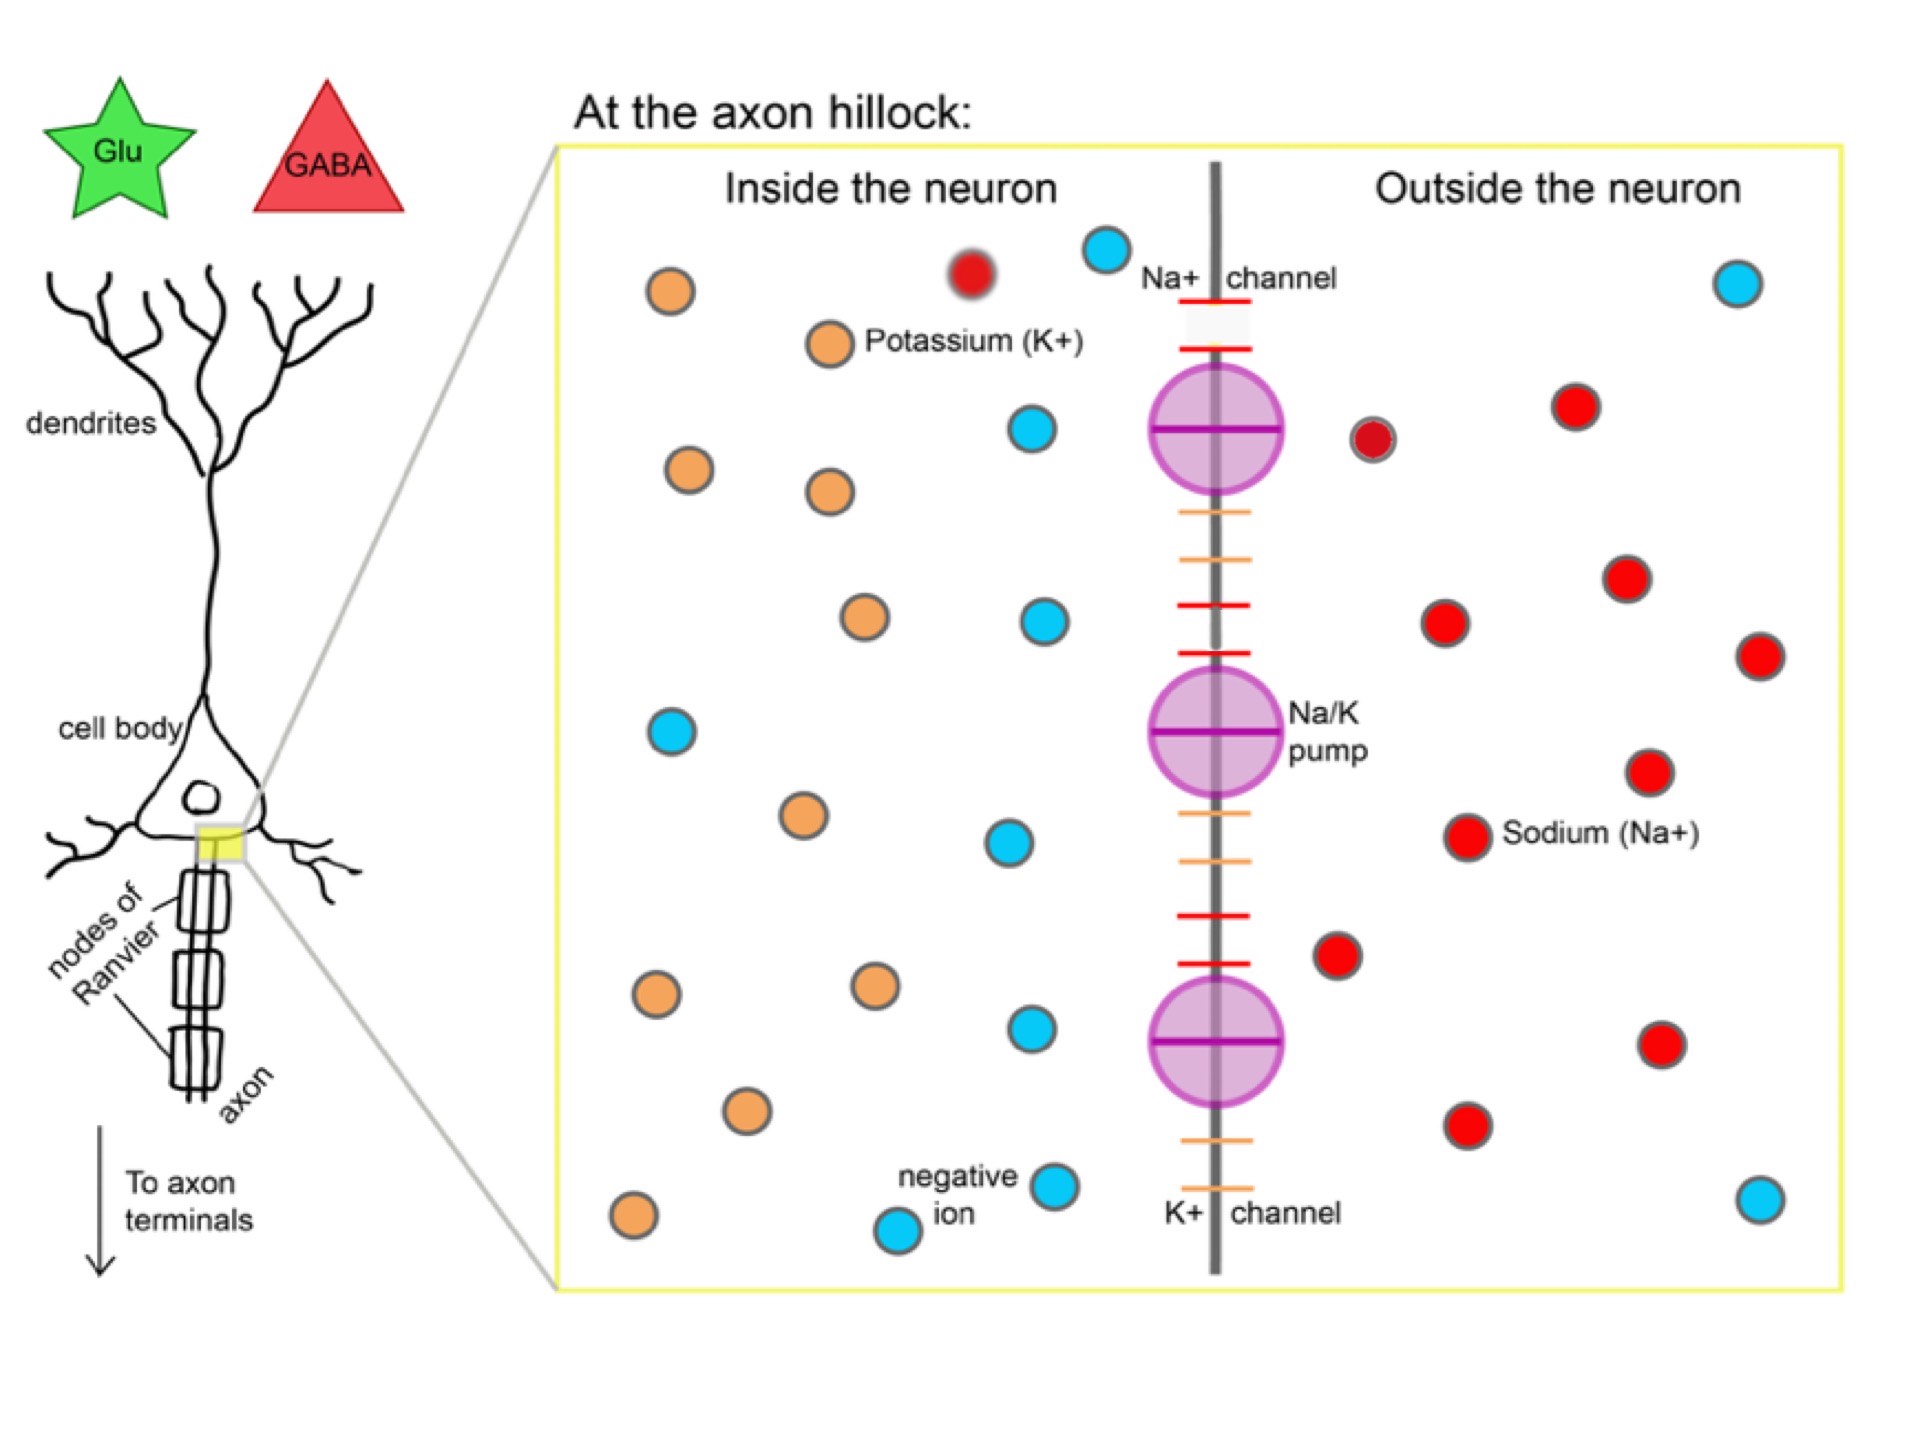 Glu
GABA
At the axon hillock:
Inside the neuron
Outside the neuron
Na+ channel
Potassium (K+)
dendrites
cell body
Na/K
pump
Sodium (Na+)
nodes of
Ranvier
axon
To axon
terminals
negative
ion
K+ channel